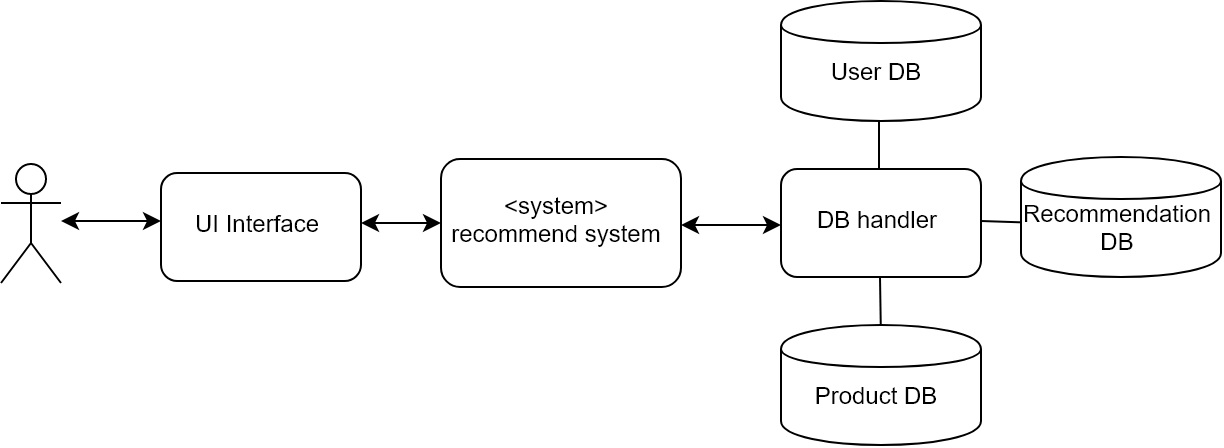 User DB
UI Interface
<system>
recommend system
DB handler
Recommendation
DB
Product DB